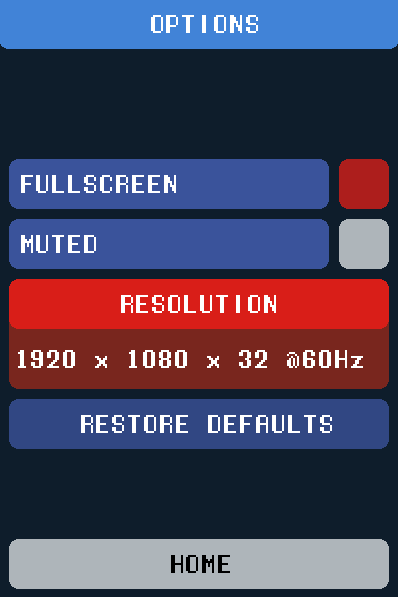 OPTIONS
FULLSCREEN
MUTED
RESOLUTION
1920 x 1080 x 32 @60Hz
RESTORE DEFAULTS
HOME